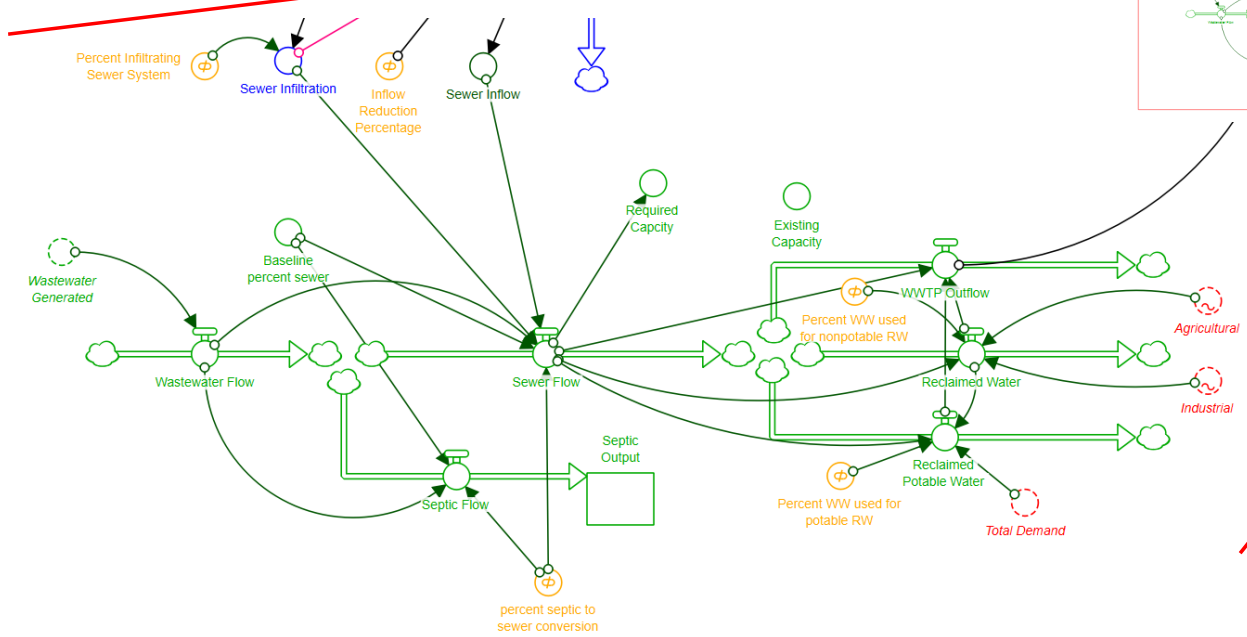 Percent Infiltrating
Sewer System
Sewer Infiltration
Inflow
Reduction
Percentage
Sewer Inflow
Required
Capcity
Existing
Capacity
Baseline
percent sewer
Wastewater
Generated
WWTP Outflow
Percent WW used
for nonpotable RW
Agricultural
Wastewater Flow
Sewer Flow
Reclaimed Water
Industrial
Septic
Output
Reclaimed
Potable Water
Septic Flow
Percent WW used for
potable RW
Total Demand
percent septic to
sewer conversion